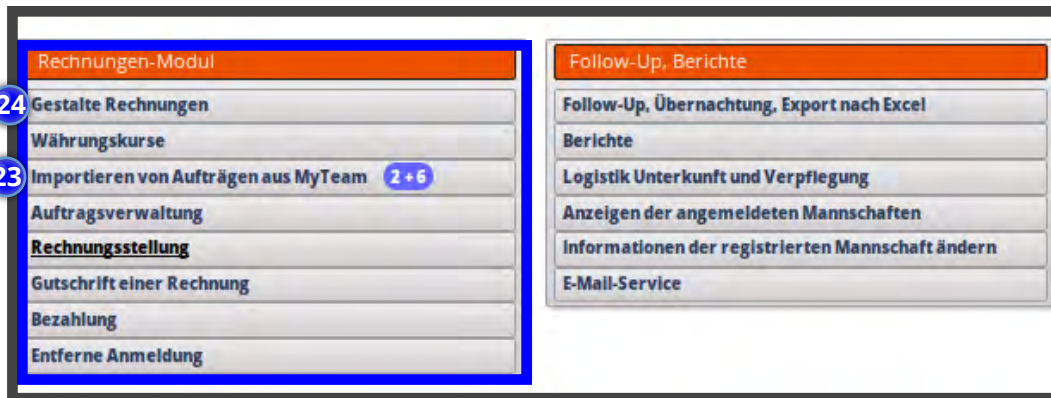 Rechnungen-Modul
24 Gestalte Rechnungen
Währungskurse
23 Importieren von Aufträgen aus MyTeam 2 + 6
Auftragsverwaltung
Rechnungsstellung
Gutschrift einer Rechnung
Bezahlung
Entferne Anmeldung
Follow-Up, Berichte
Follow-Up, Übernachtung, Export nach Excel
Berichte
Logistik Unterkunft und Verpflegung
Anzeigen der angemeldeten Mannschaften
Informationen der registrierten Mannschaft ändern
E-Mail-Service